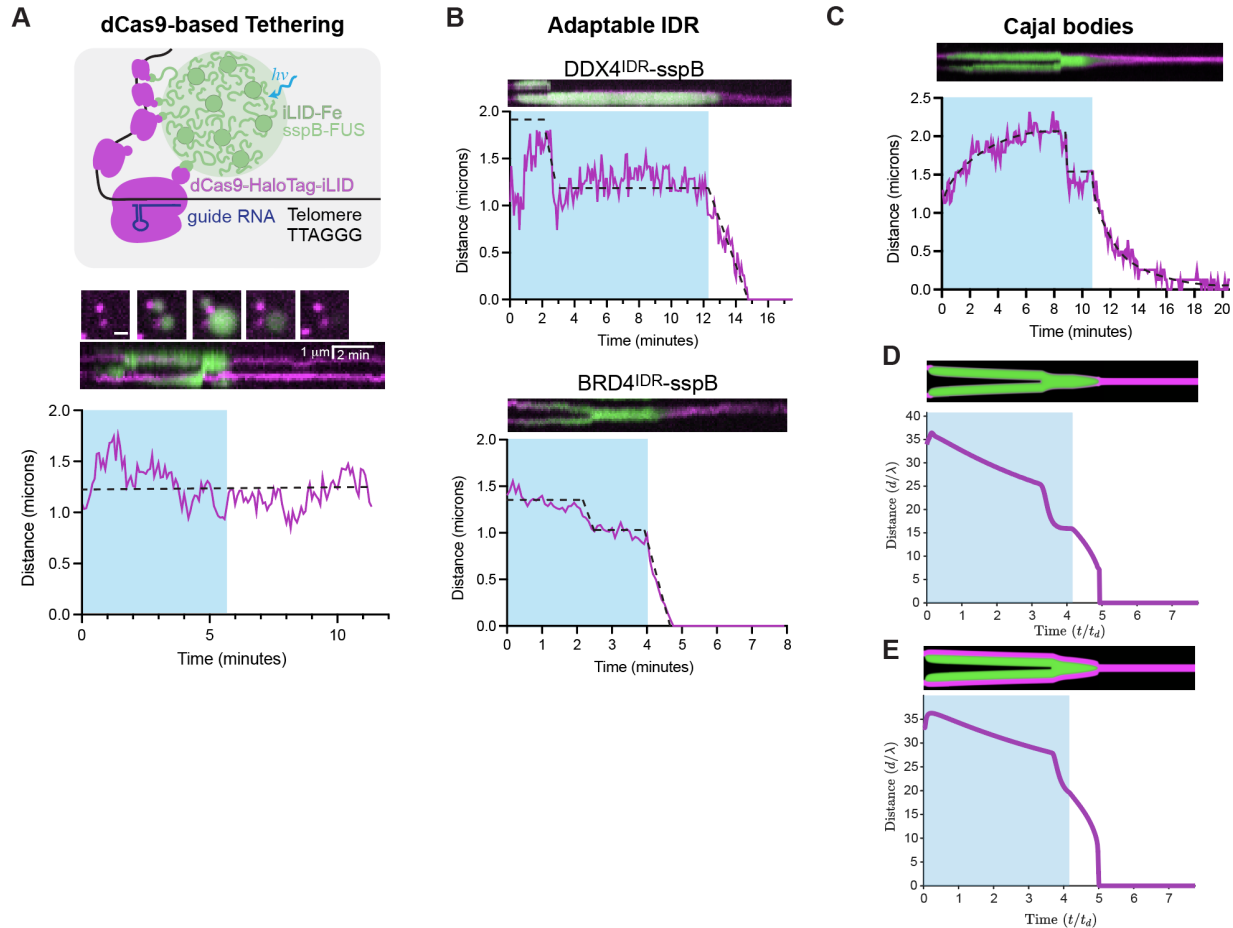 A
dCas9-based Tethering
hv
iLID-Fe
sspB-FUS
dCas9-HaloTag-iLID
guide RNA
Telomere
TTAGGG
1 μm
2 min
2.0
1.5
1.0
0.5
0.0
Distance (microns)
0 5 10
Time (minutes)
B
Adaptable IDR
DDX4IDR-sspB
2.0
1.5
1.0
0.5
0.0
Distance (microns)
0 2 4 6 8 10 12 14 16
Time (minutes)
BRD4IDR-sspB
2.0
1.5
1.0
0.5
0.0
Distance (microns)
0 1 2 3 4 5 6 7 8
Time (minutes)
C
Cajal bodies
2.5
2.0
1.5
1.0
0.5
0.0
Distance (microns)
0 2 4 6 8 10 12 14 16 18 20
Time (minutes)
D
40
35
30
25
20
15
10
5
0
Distance (d/λ)
0 1 2 3 4 5 6 7
Time (t/td)
E
35
30
25
20
15
10
5
0
Distance (d/λ)
0 1 2 3 4 5 6 7
Time (t/td)